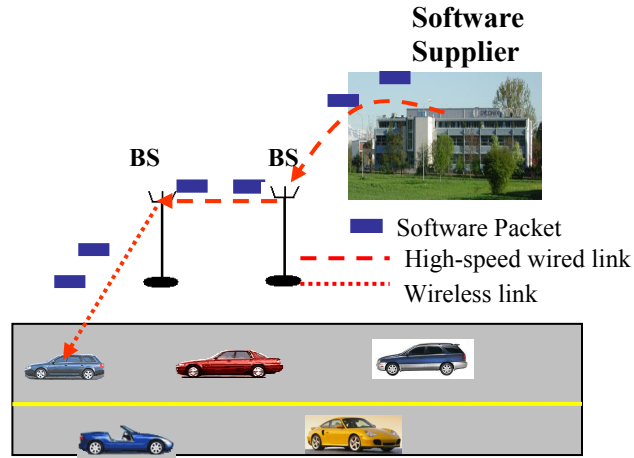 Software
Supplier
BS
BS
Software Packet
High-speed wired link
Wireless link